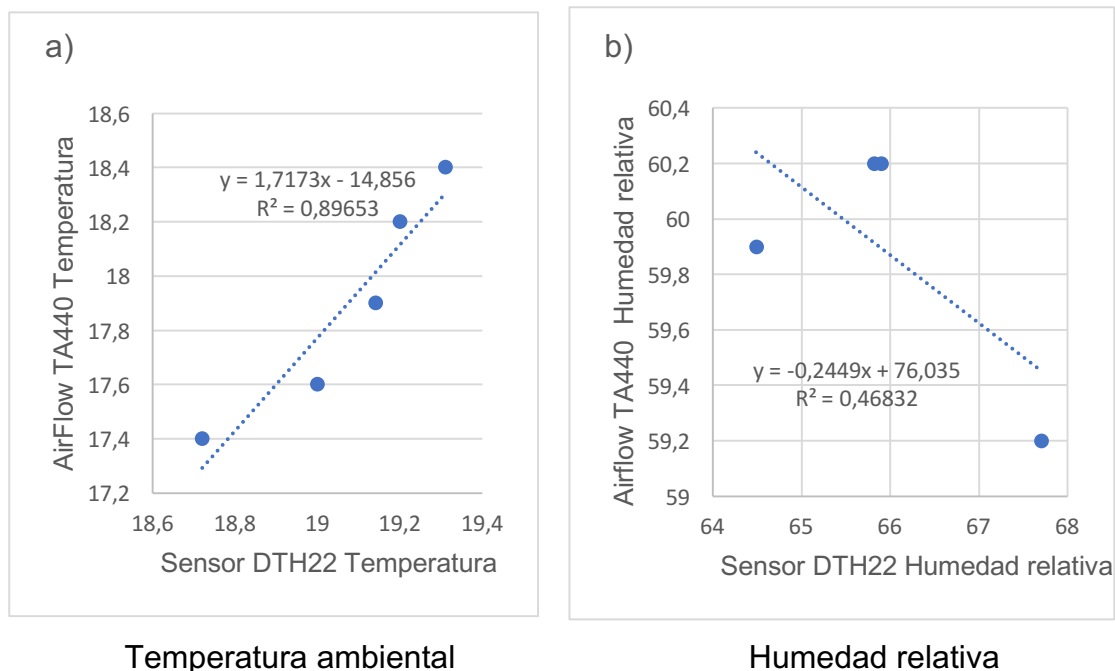 a)
18,6
18,4
18,2
18
17,8
17,6
17,4
17,2
y = 1,7173x - 14,856
R² = 0,89653
AirFlow TA440 Temperatura
18,6 18,8 19 19,2 19,4
Sensor DTH22 Temperatura
b)
60,4
60,2
60
59,8
59,6
59,4
59,2
59
y = -0,2449x + 76,035
R² = 0,46832
Airflow TA440 Humedad relativa
64 65 66 67 68
Sensor DTH22 Humedad relativa
Temperatura ambiental
Humedad relativa